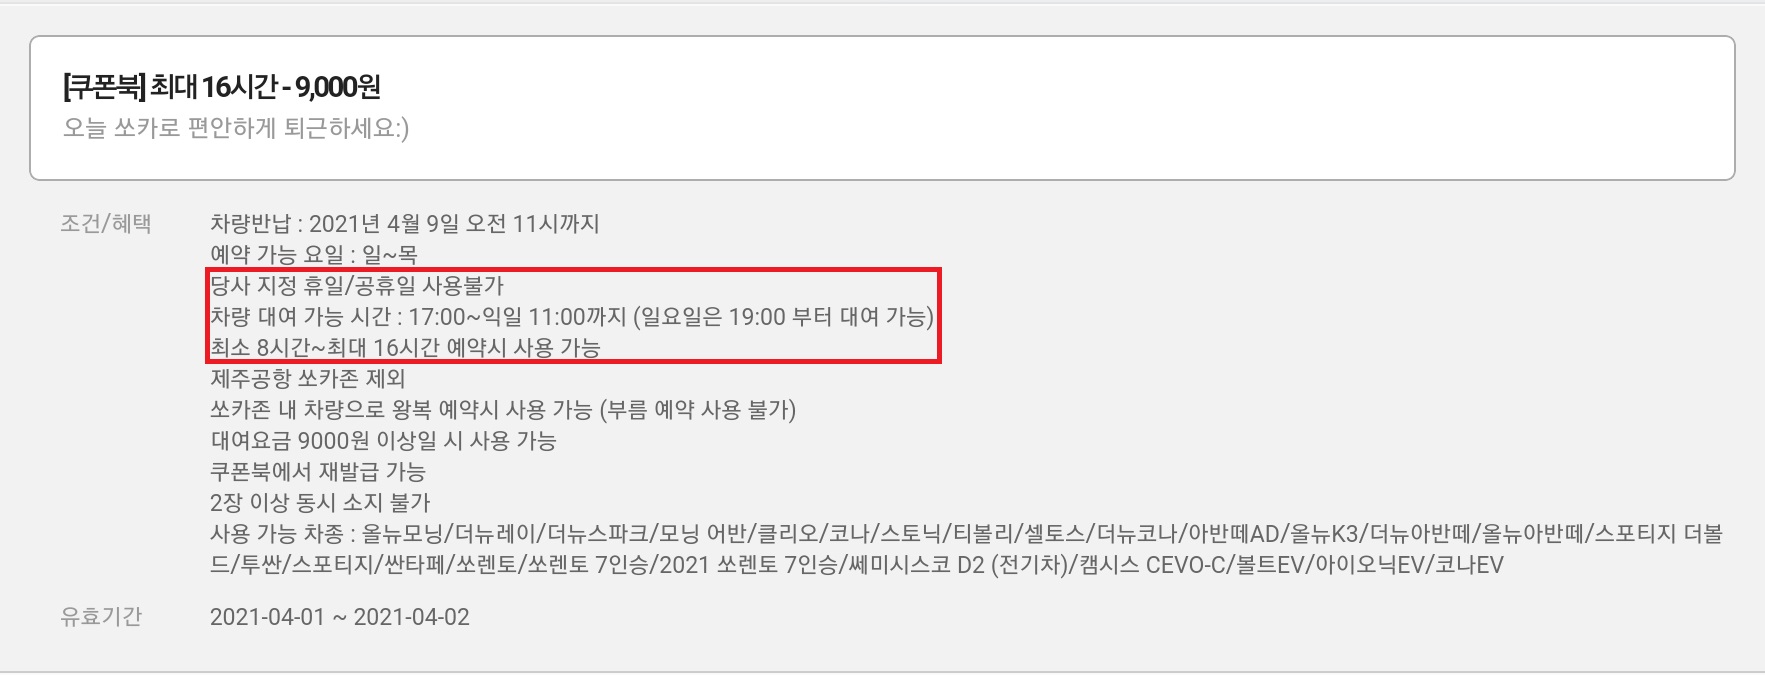 [쿠폰북] 최대 16시간 - 9,000원
오늘 쏘카로 편안하게 퇴근하세요:)
조건/혜택
차량반납 : 2021년 4월 9일 오전 11시까지
예약 가능 요일 : 일~목
당사 지정 휴일/공휴일 사용불가
차량 대여 가능 시간 : 17:00~익일 11:00까지 (일요일은 19:00 부터 대여 가능)
최소 8시간~최대 16시간 예약시 사용 가능
제주공항 쏘카존 제외
쏘카존 내 차량으로 왕복 예약시 사용 가능 (부름 예약 사용 불가)
대여요금 9000원 이상일 시 사용 가능
쿠폰북에서 재발급 가능
2장 이상 동시 소지 불가
사용 가능 차종 : 올뉴모닝/더뉴레이/더뉴스파크/모닝 어반/클리오/코나/스토닉/티볼리/셀토스/더뉴코나/아반떼AD/올뉴K3/더뉴아반떼/올뉴아반떼/스포티지 더볼
드/투싼/스포티지/싼타페/쏘렌토/쏘렌토 7인승/2021 쏘렌토 7인승/쎄미시스코 D2 (전기차)/캠시스 CEVO-C/볼트EV/아이오닉EV/코나EV
유효기간
2021-04-01 ~ 2021-04-02